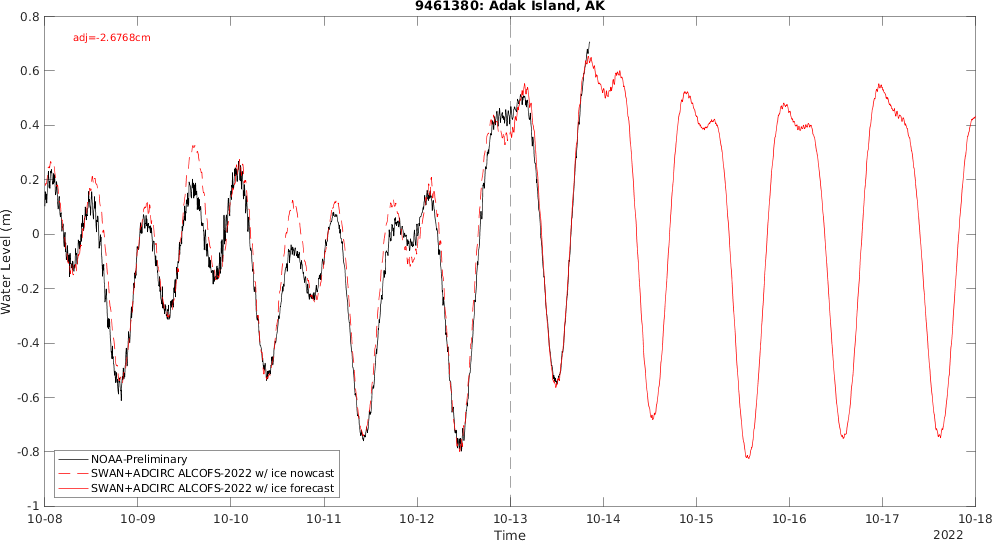 9461380: Adak Island, AK
adj=-2.6768cm
Water Level (m)
0.8
0.6
0.4
0.2
0
-0.2
-0.4
-0.6
-0.8
-1
NOAA-Preliminary
SWAN+ADCIRC ALCOFS-2022 w/ ice nowcast
SWAN+ADCIRC ALCOFS-2022 w/ ice forecast
10-08 10-09 10-10 10-11 10-12 10-13 10-14 10-15 10-16 10-17 10-18
Time
2022